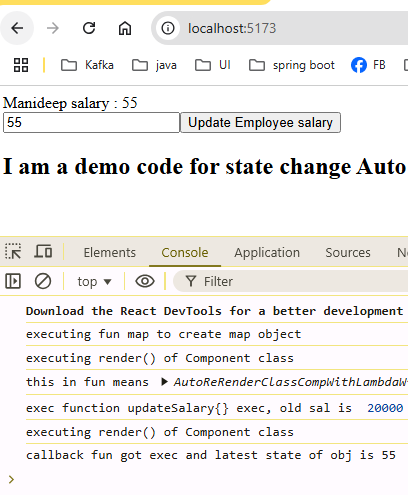 localhost:5173
Kafka java UI spring boot FB
Manideep salary : 55
55 Update Employee salary
I am a demo code for state change Auto
Elements Console Application Sources
top Filter
Download the React DevTools for a better development
executing fun map to create map object
executing render() of Component class
this in fun means ▶ AutoReRenderClassCompWithLambdaW
exec function updateSalary{} exec, old sal is 20000
executing render() of Component class
callback fun got exec and latest state of obj is 55
>